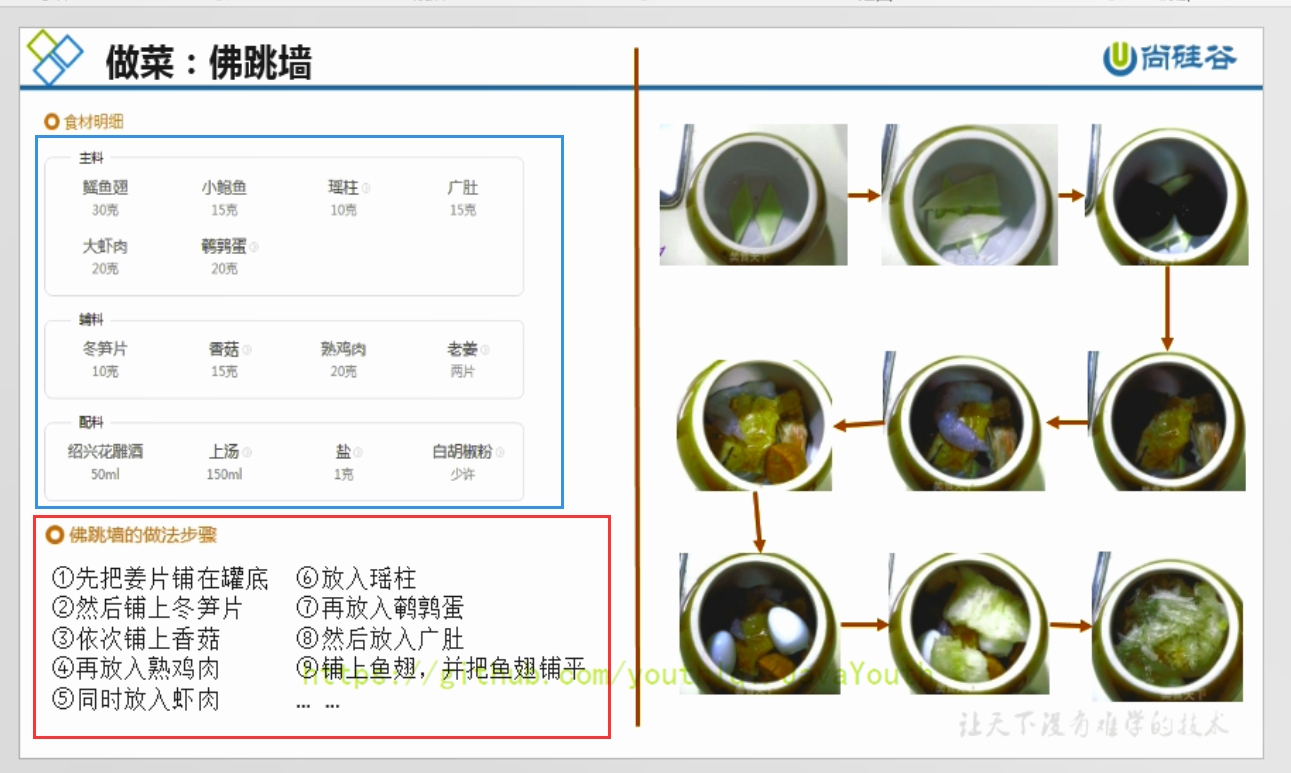 做菜：佛跳墙
尚硅谷
食材明细
主料
鳐鱼翅 小鲍鱼 瑶柱 广肚
30克 15克 10克 15克
大虾肉 鹌鹑蛋
20克 20克
辅料
冬笋片 香菇 熟鸡肉 老姜
10克 15克 20克 两片
配料
绍兴花雕酒 上汤 盐 白胡椒粉
50ml 150ml 1克 少许
佛跳墙的做法步骤
①先把姜片铺在罐底
②然后铺上冬笋片
③依次铺上香菇
④再放入熟鸡肉
⑤同时放入虾肉
⑥放入瑶柱
⑦再放入鹌鹑蛋
⑧然后放入广肚
⑨铺上鱼翅，并把鱼翅铺平
… …
让天下没有难学的技术